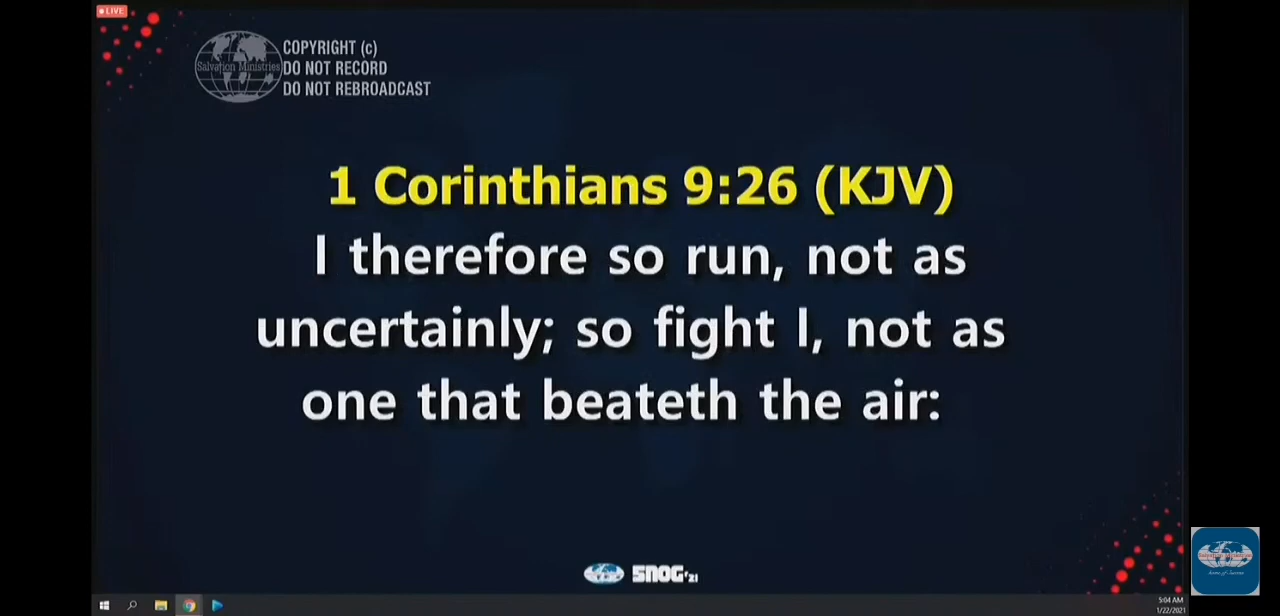 LIVE
COPYRIGHT (c)
Salvation Ministries
DO NOT RECORD
DO NOT REBROADCAST
1 Corinthians 9:26 (KJV)
I therefore so run, not as
uncertainly; so fight I, not as
one that beateth the air:
5NOG'21
5:04 AM
1/22/2021